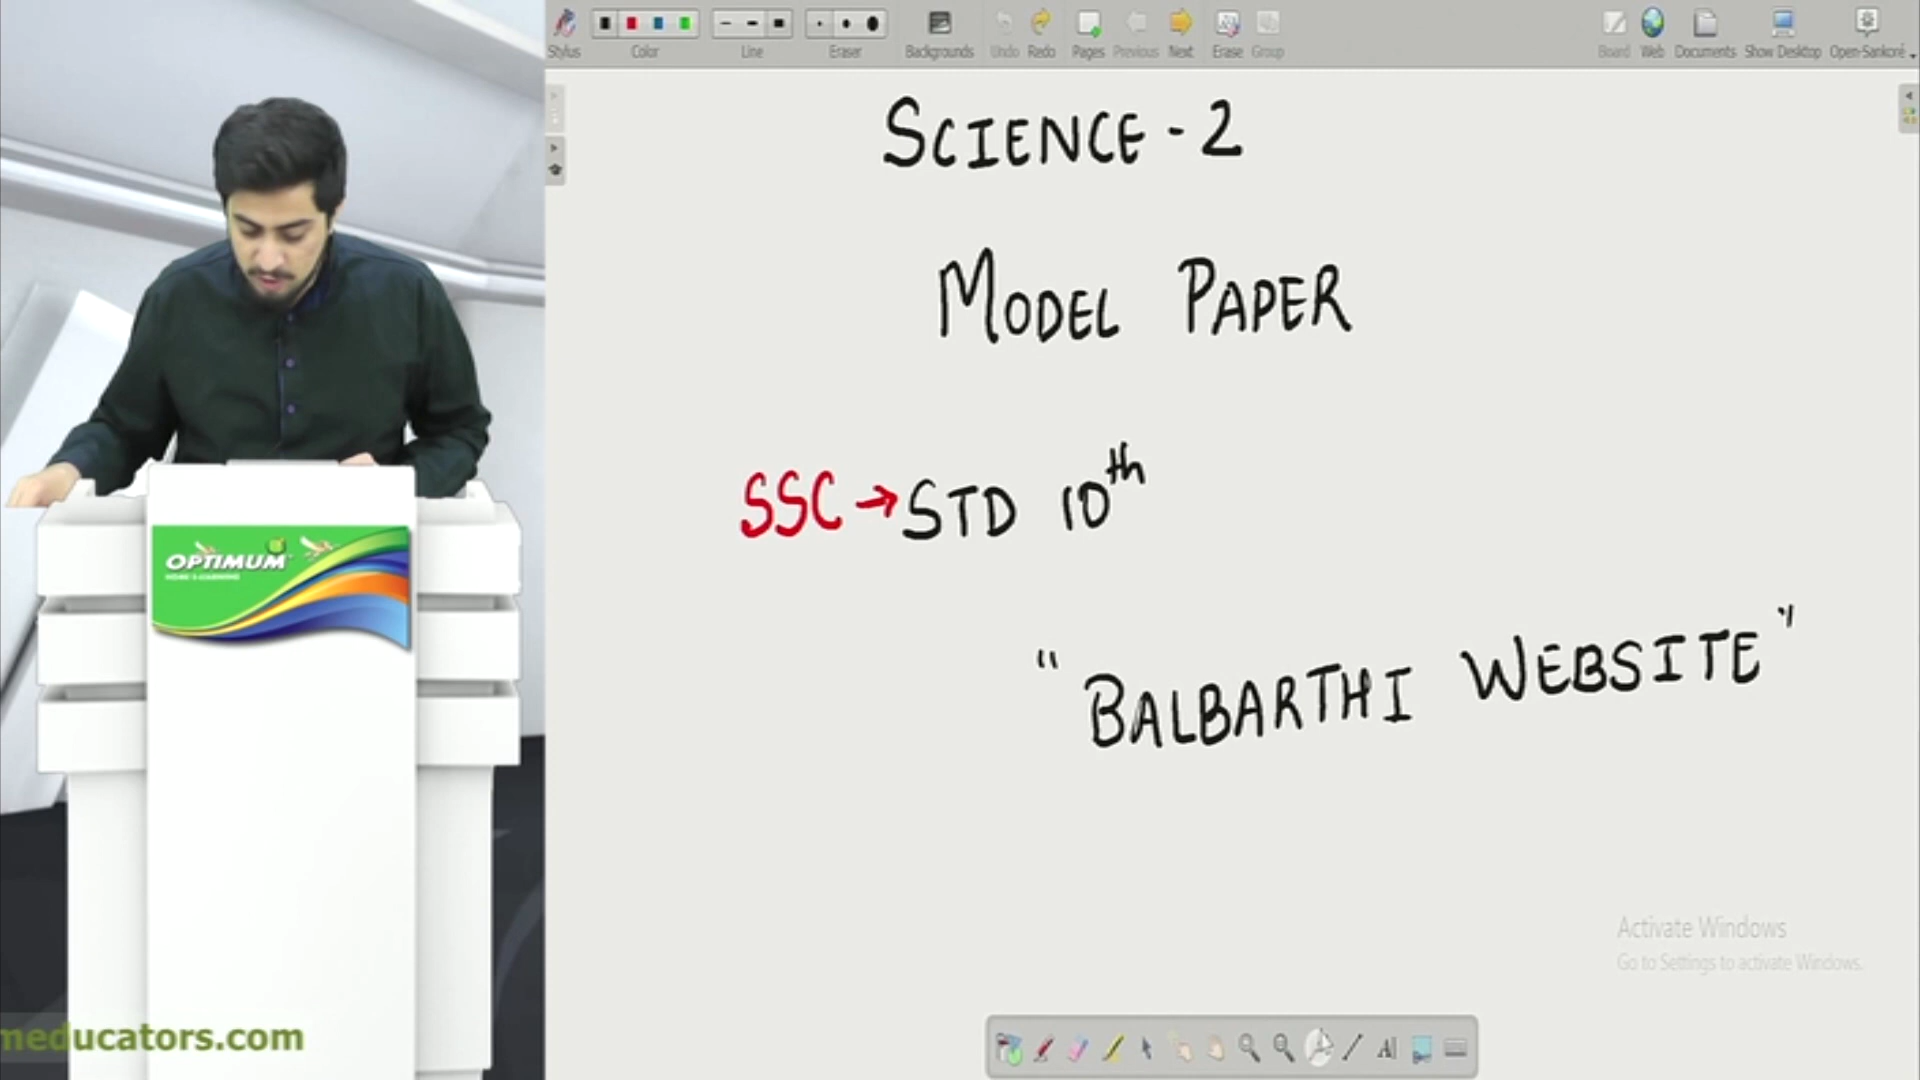 Stylus Color Line Eraser Backgrounds Undo Redo Pages Previous Next Erase Group Board Web Documents Show Desktop Open-Sankoré
SCIENCE - 2
MODEL PAPER
SSC → STD 10th
" BALBARTHI WEBSITE "
OPTIMUM
HOME E-LEARNING
Activate Windows
Go to Settings to activate Windows.
meducators.com